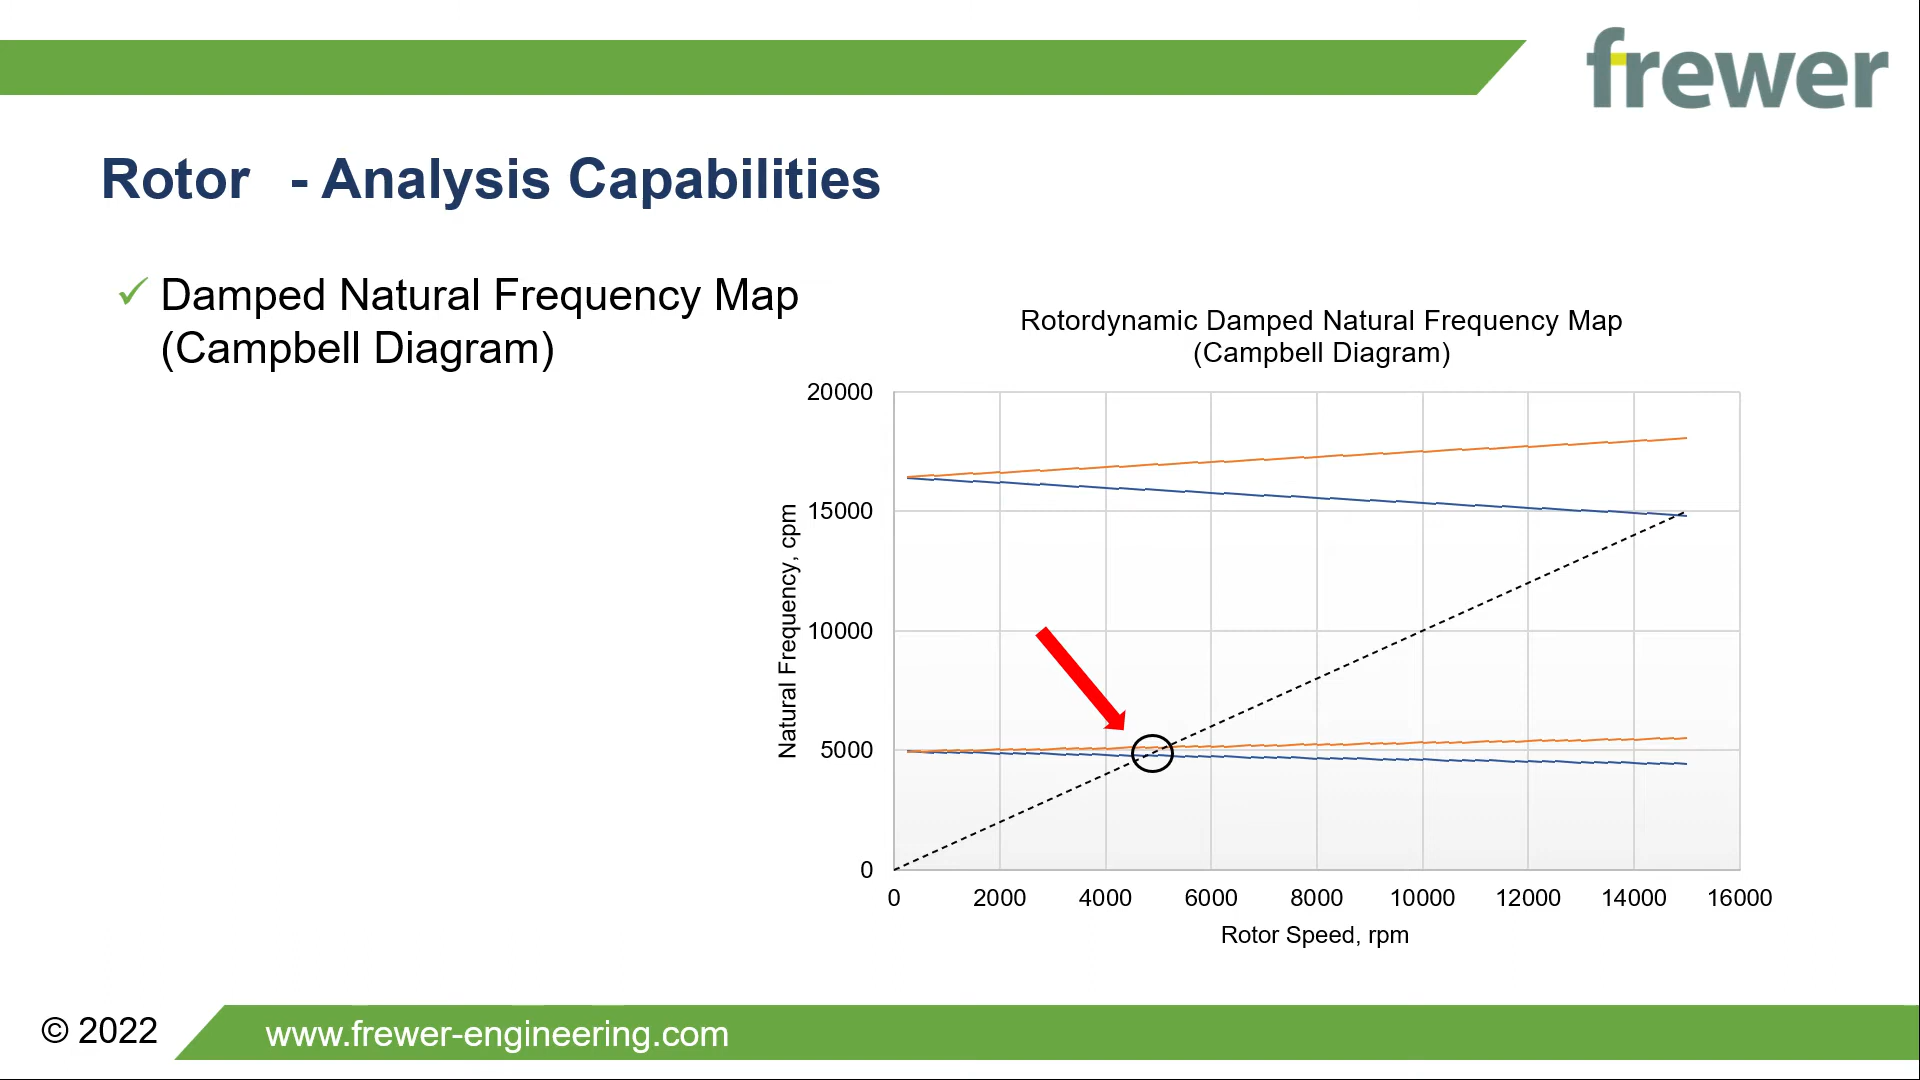 frewer
Rotor - Analysis Capabilities
✓ Damped Natural Frequency Map
(Campbell Diagram)
Rotordynamic Damped Natural Frequency Map
(Campbell Diagram)
Natural Frequency, cpm
20000
15000
10000
5000
0
0 2000 4000 6000 8000 10000 12000 14000 16000
Rotor Speed, rpm
© 2022
www.frewer-engineering.com